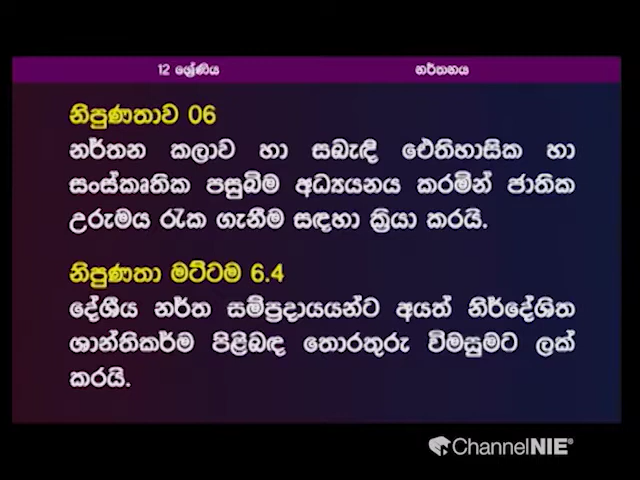 12 ශ්‍රේණිය නර්තනය
නිපුණතාව 06
නර්තන කලාව හා සබැඳි ඓතිහාසික හා
සංස්කෘතික පසුබිම අධ්‍යයනය කරමින් ජාතික
උරුමය රැක ගැනීම සඳහා ක්‍රියා කරයි.
නිපුණතා මට්ටම 6.4
දේශීය නර්ත සම්ප්‍රදායයන්ට අයත් නිර්දේශිත
ශාන්තිකර්ම පිළිබඳ තොරතුරු විමසුමට ලක්
කරයි.
ChannelNIE®